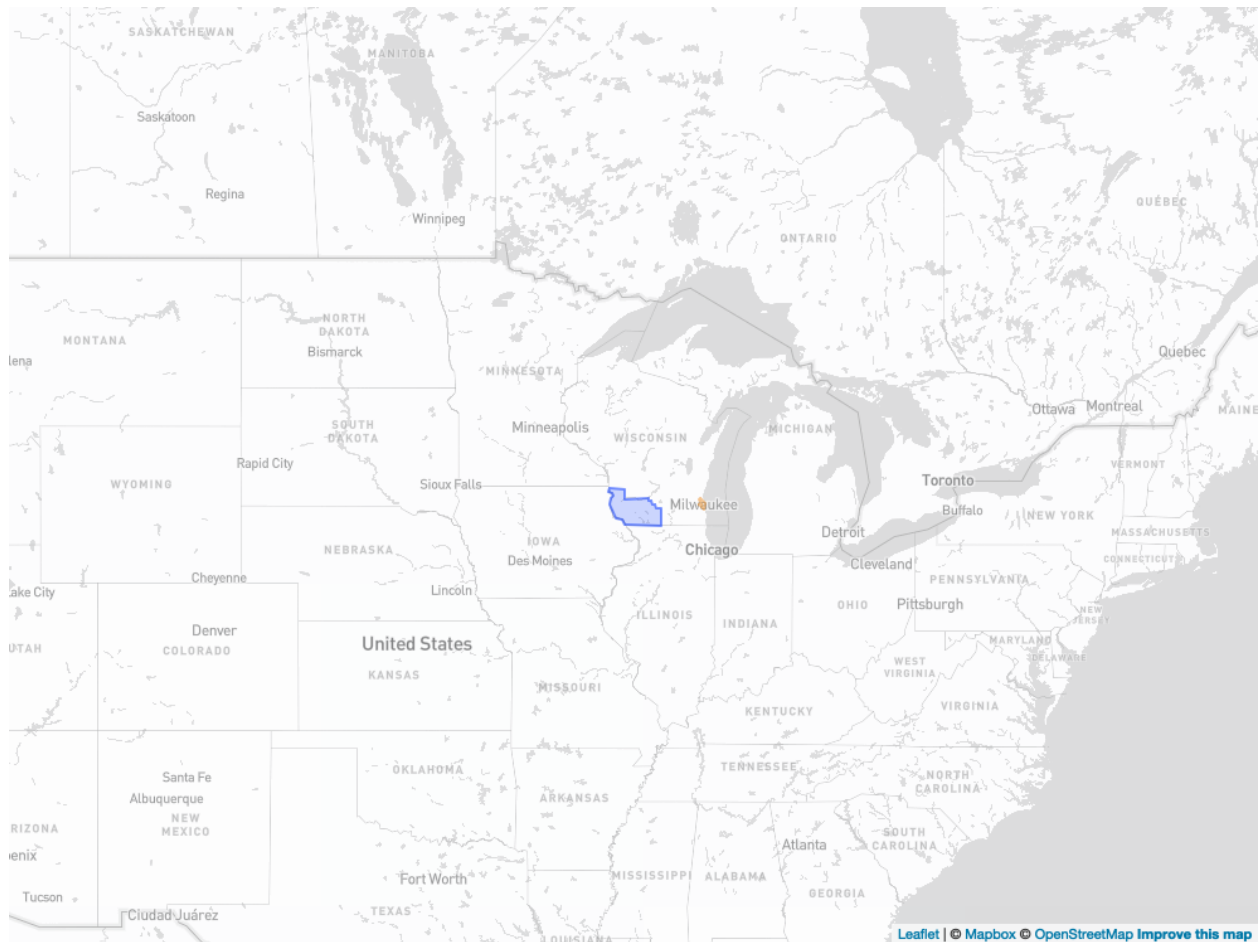 SASKATCHEWAN
MANITOBA
Saskatoon
Regina
Winnipeg
QUÉBEC
ONTARIO
MONTANA
NORTH
DAKOTA
Bismarck
lena
Quebec
MINNESOTA
Ottawa
Montreal
MAINE
Minneapolis
SOUTH
DAKOTA
WISCONSIN
MICHIGAN
Rapid City
WYOMING
Sioux Falls
Toronto
VERMONT
Milwaukee
Buffalo
NEW YORK
Detroit
MASSACHUSETTS
IOWA
NEBRASKA
Des Moines
Chicago
Cleveland
CONNECTICUT
Cheyenne
PENNSYLVANIA
ake City
Lincoln
OHIO
Pittsburgh
ILLINOIS
INDIANA
NEW
JERSEY
Denver
COLORADO
United States
MARYLAND
UTAH
DELAWARE
KANSAS
MISSOURI
WEST
VIRGINIA
VIRGINIA
KENTUCKY
TENNESSEE
OKLAHOMA
Santa Fe
NORTH
CAROLINA
Albuquerque
ARKANSAS
NEW
MEXICO
RIZONA
SOUTH
CAROLINA
Atlanta
enix
MISSISSIPPI
ALABAMA
Fort Worth
GEORGIA
Tucson
TEXAS
Ciudad Juárez
LOUISIANA
Leaflet | © Mapbox © OpenStreetMap Improve this map